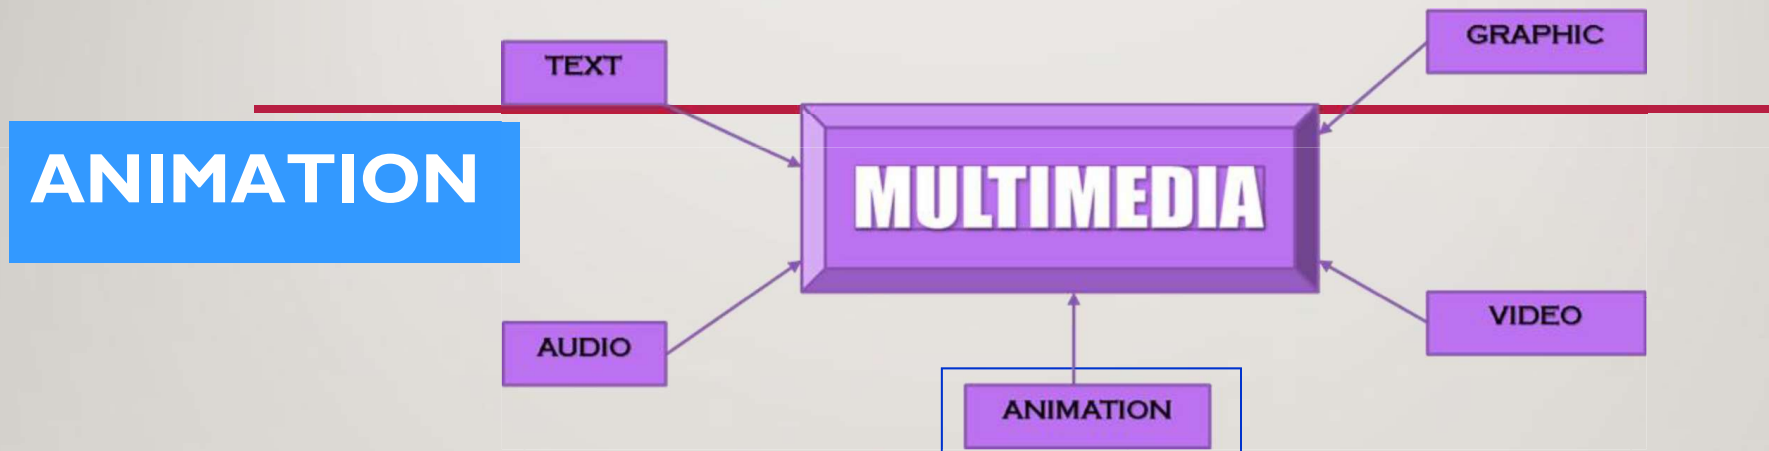 ANIMATION
TEXT
GRAPHIC
MULTIMEDIA
AUDIO
VIDEO
ANIMATION